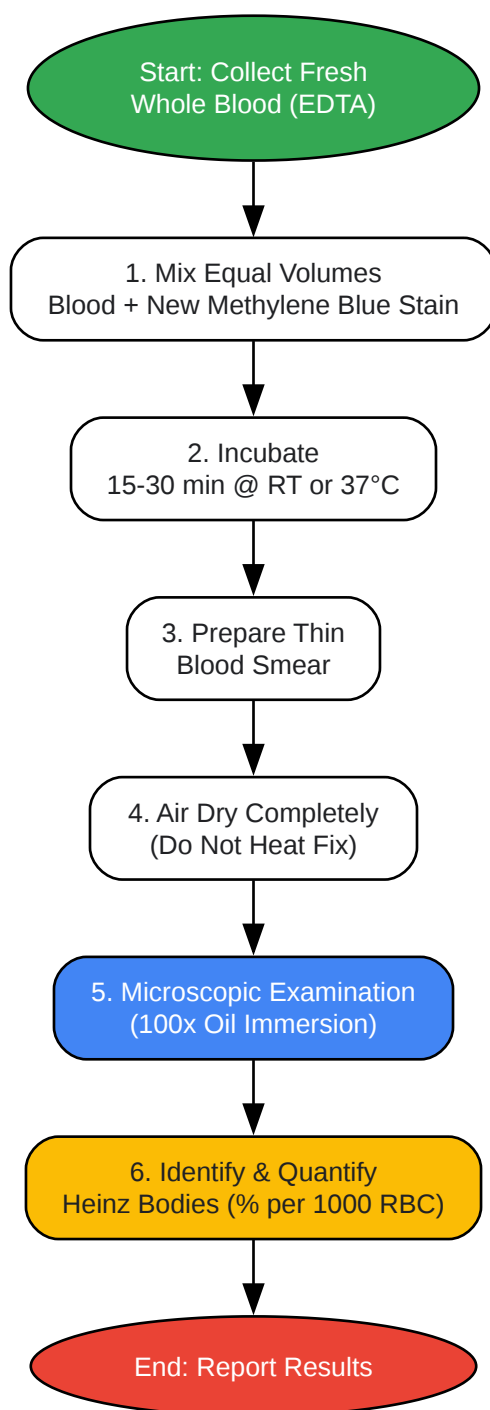 Start: Collect Fresh
Whole Blood (EDTA)
1. Mix Equal Volumes
Blood + New Methylene Blue Stain
2. Incubate
15-30 min @ RT or 37°C
3. Prepare Thin
Blood Smear
4. Air Dry Completely
(Do Not Heat Fix)
5. Microscopic Examination
(100x Oil Immersion)
6. Identify & Quantify
Heinz Bodies (% per 1000 RBC)
End: Report Results